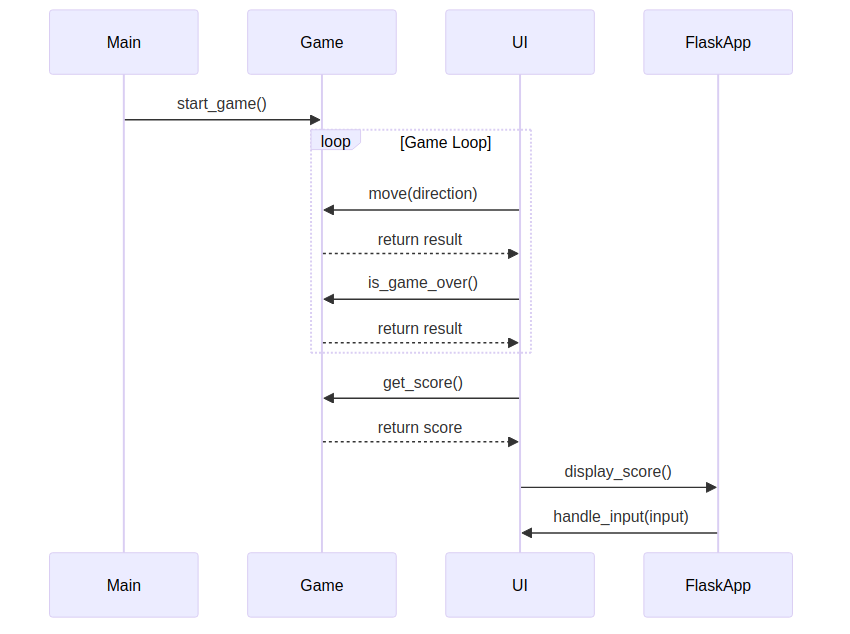 Main
Game
UI
FlaskApp
start_game()
loop
[Game Loop]
move(direction)
return result
is_game_over()
return result
get_score()
return score
display_score()
handle_input(input)
Main
Game
UI
FlaskApp